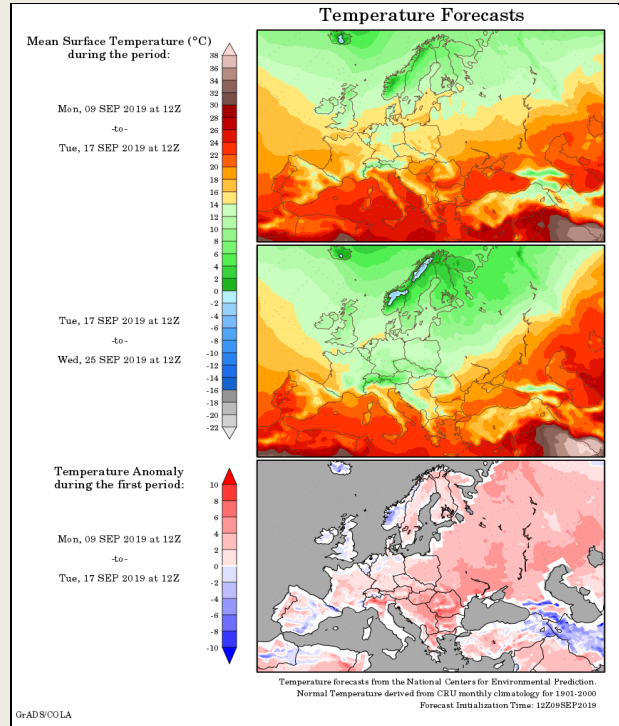 Temperature Forecasts
Mean Surface Temperature (°C)
during the period:
38
36
34
32
30
28
26
24
22
20
18
16
14
12
10
8
6
4
2
0
-2
-4
-6
-8
-10
-12
-14
-16
-18
-20
-22
Mon, 09 SEP 2019 at 12Z
-to-
Tue, 17 SEP 2019 at 12Z
Tue, 17 SEP 2019 at 12Z
-to-
Wed, 25 SEP 2019 at 12Z
Temperature Anomaly
during the first period:
10
8
6
4
2
0
-2
-4
-6
-8
-10
Mon, 09 SEP 2019 at 12Z
-to-
Tue, 17 SEP 2019 at 12Z
Temperature forecasts from the National Centers for Environmental Prediction.
Normal Temperature derived from CRU monthly climatology for 1901-2000
Forecast Initialization Time: 12Z09SEP2019
GrADS/COLA